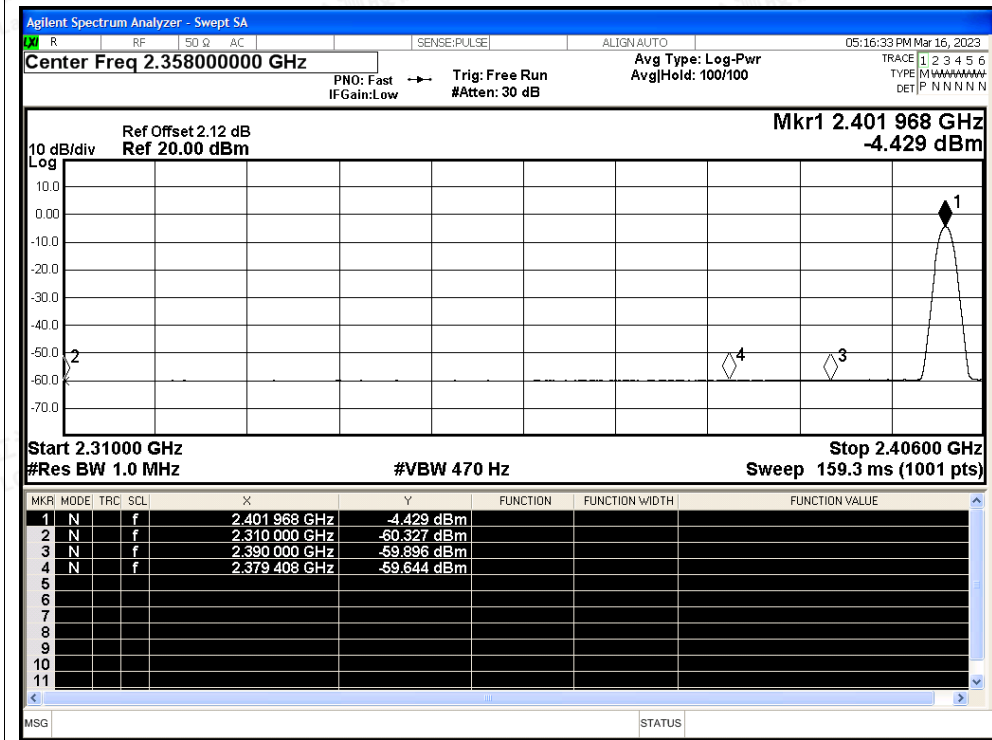 Agilent Spectrum Analyzer - Swept SA
LXI R RF 50 Ω AC SENSE:PULSE ALIGN AUTO 05:16:33 PM Mar 16, 2023
Center Freq 2.358000000 GHz
PNO: Fast
IFGain:Low
Trig: Free Run
#Atten: 30 dB
Avg Type: Log-Pwr
Avg|Hold: 100/100
TRACE 1 2 3 4 5 6
TYPE M
DET P N N N N N
Mkr1 2.401 968 GHz
-4.429 dBm
Ref Offset 2.12 dB
10 dB/div Ref 20.00 dBm
Log
10.0
0.00
-10.0
-20.0
-30.0
-40.0
-50.0
-60.0
-70.0
1
2
4
3
Start 2.31000 GHz Stop 2.40600 GHz
#Res BW 1.0 MHz #VBW 470 Hz Sweep 159.3 ms (1001 pts)
MKR MODE TRC SCL X Y FUNCTION FUNCTION WIDTH FUNCTION VALUE
1 N f 2.401 968 GHz -4.429 dBm
2 N f 2.310 000 GHz -60.327 dBm
3 N f 2.390 000 GHz -59.896 dBm
4 N f 2.379 408 GHz -59.644 dBm
5
6
7
8
9
10
11
MSG STATUS